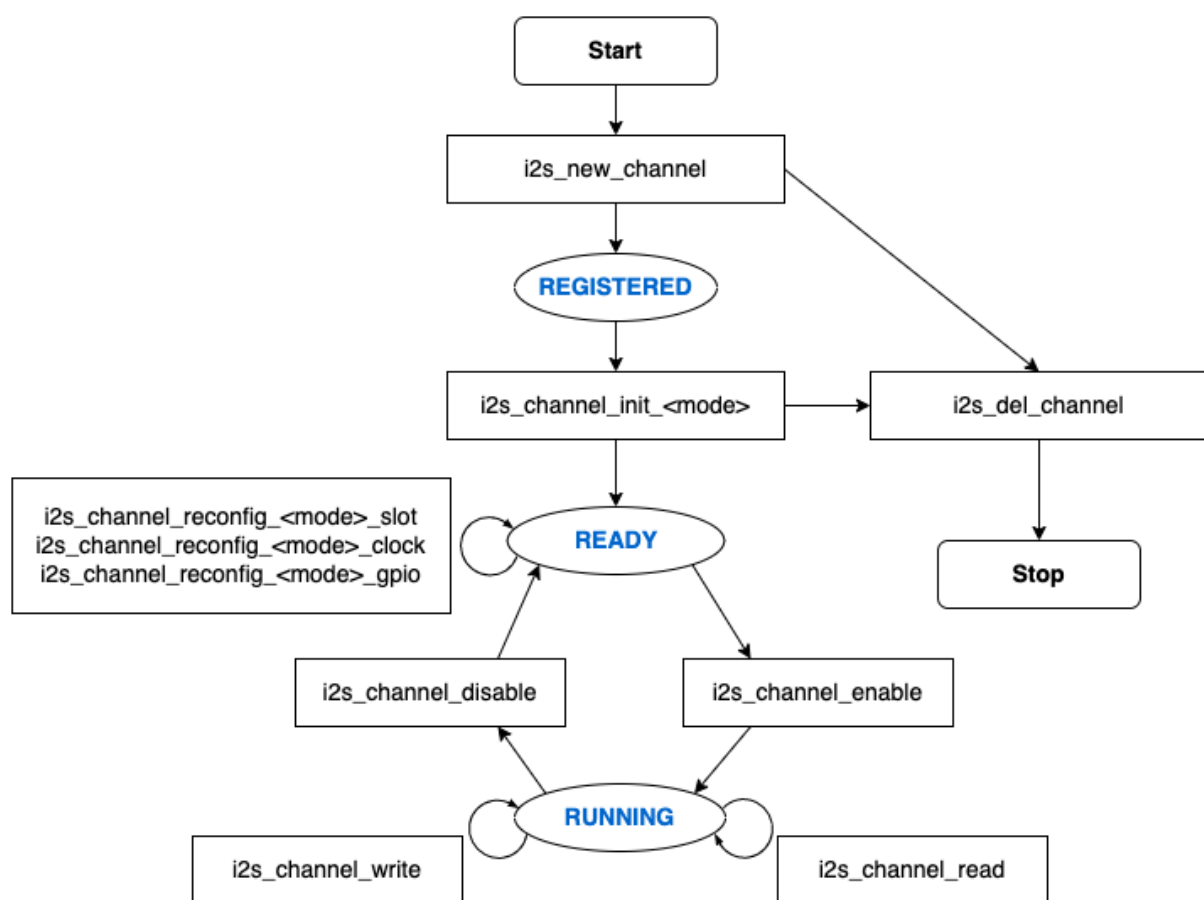 Start
i2s_new_channel
REGISTERED
i2s_channel_init_<mode>
i2s_del_channel
i2s_channel_reconfig_<mode>_slot
i2s_channel_reconfig_<mode>_clock
i2s_channel_reconfig_<mode>_gpio
READY
Stop
i2s_channel_disable
i2s_channel_enable
RUNNING
i2s_channel_write
i2s_channel_read